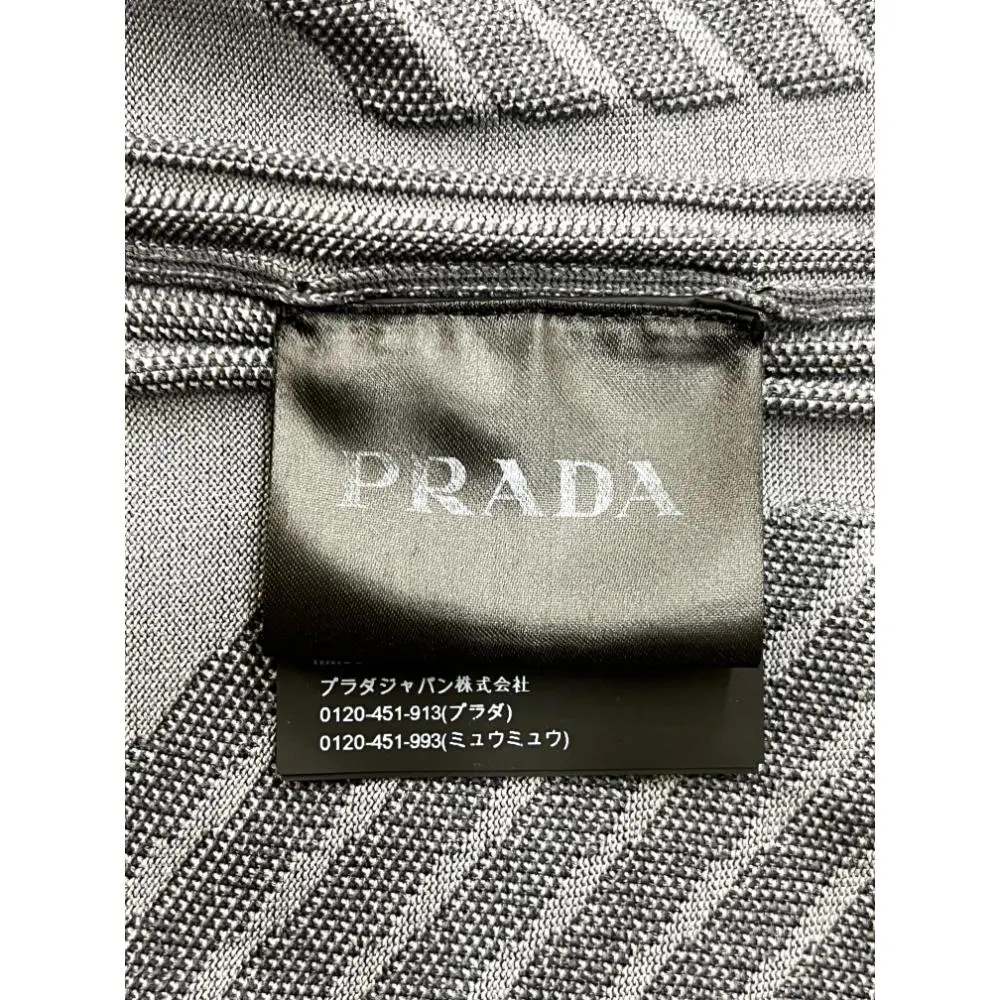 PRADA
プラダジャパン株式会社
0120-451-913(プラダ)
0120-451-993(ミュウミュウ)